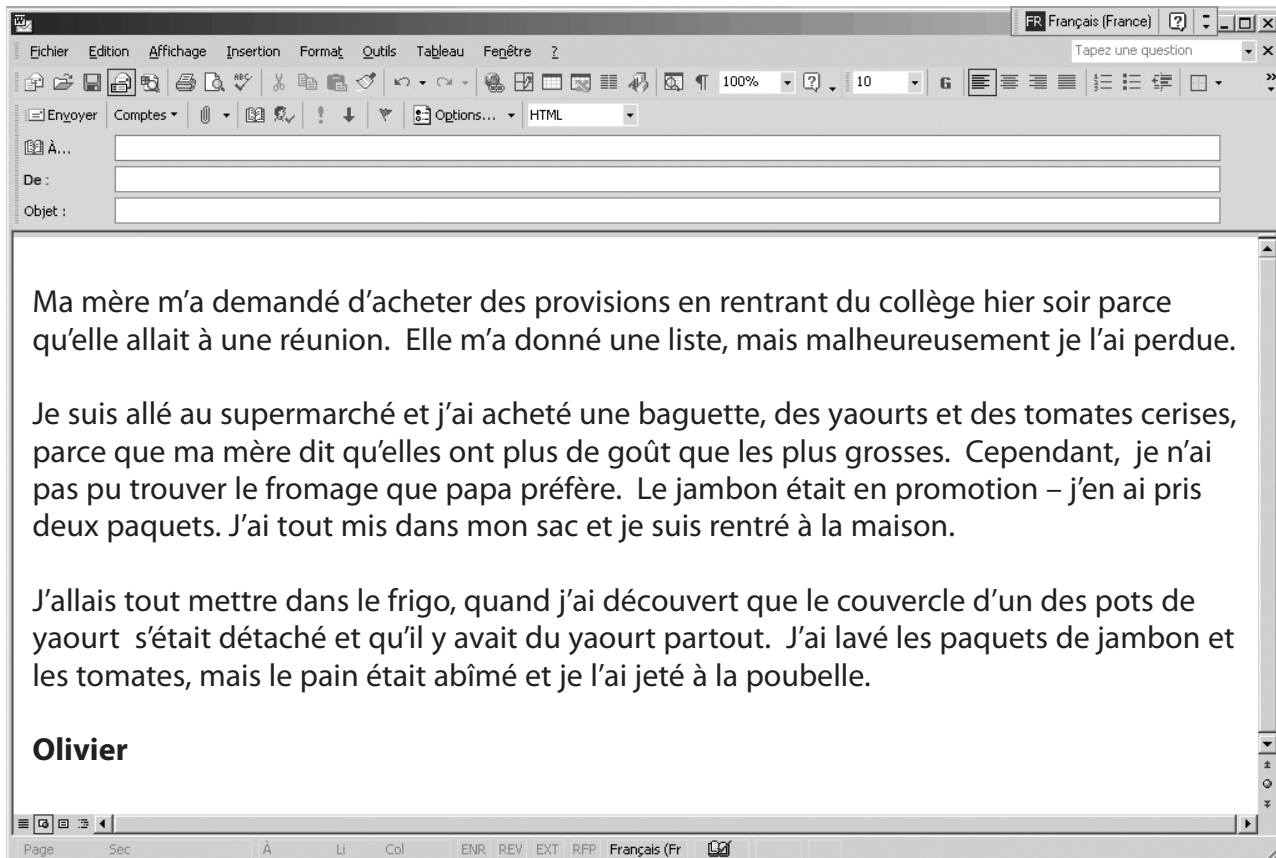 FR Français (France)
Fichier Edition Affichage Insertion Format Outils Tableau Fenêtre ? Tapez une question
100% 10 G
Envoyer Comptes Options... HTML
À...
De :
Objet :
Ma mère m’a demandé d’acheter des provisions en rentrant du collège hier soir parce
qu’elle allait à une réunion. Elle m’a donné une liste, mais malheureusement je l’ai perdue.
Je suis allé au supermarché et j’ai acheté une baguette, des yaourts et des tomates cerises,
parce que ma mère dit qu’elles ont plus de goût que les plus grosses. Cependant, je n’ai
pas pu trouver le fromage que papa préfère. Le jambon était en promotion – j’en ai pris
deux paquets. J’ai tout mis dans mon sac et je suis rentré à la maison.
J’allais tout mettre dans le frigo, quand j’ai découvert que le couvercle d’un des pots de
yaourt s’était détaché et qu’il y avait du yaourt partout. J’ai lavé les paquets de jambon et
les tomates, mais le pain était abîmé et je l’ai jeté à la poubelle.
Olivier
Page Sec À Li Col ENR REV EXT RFP Français (Fr